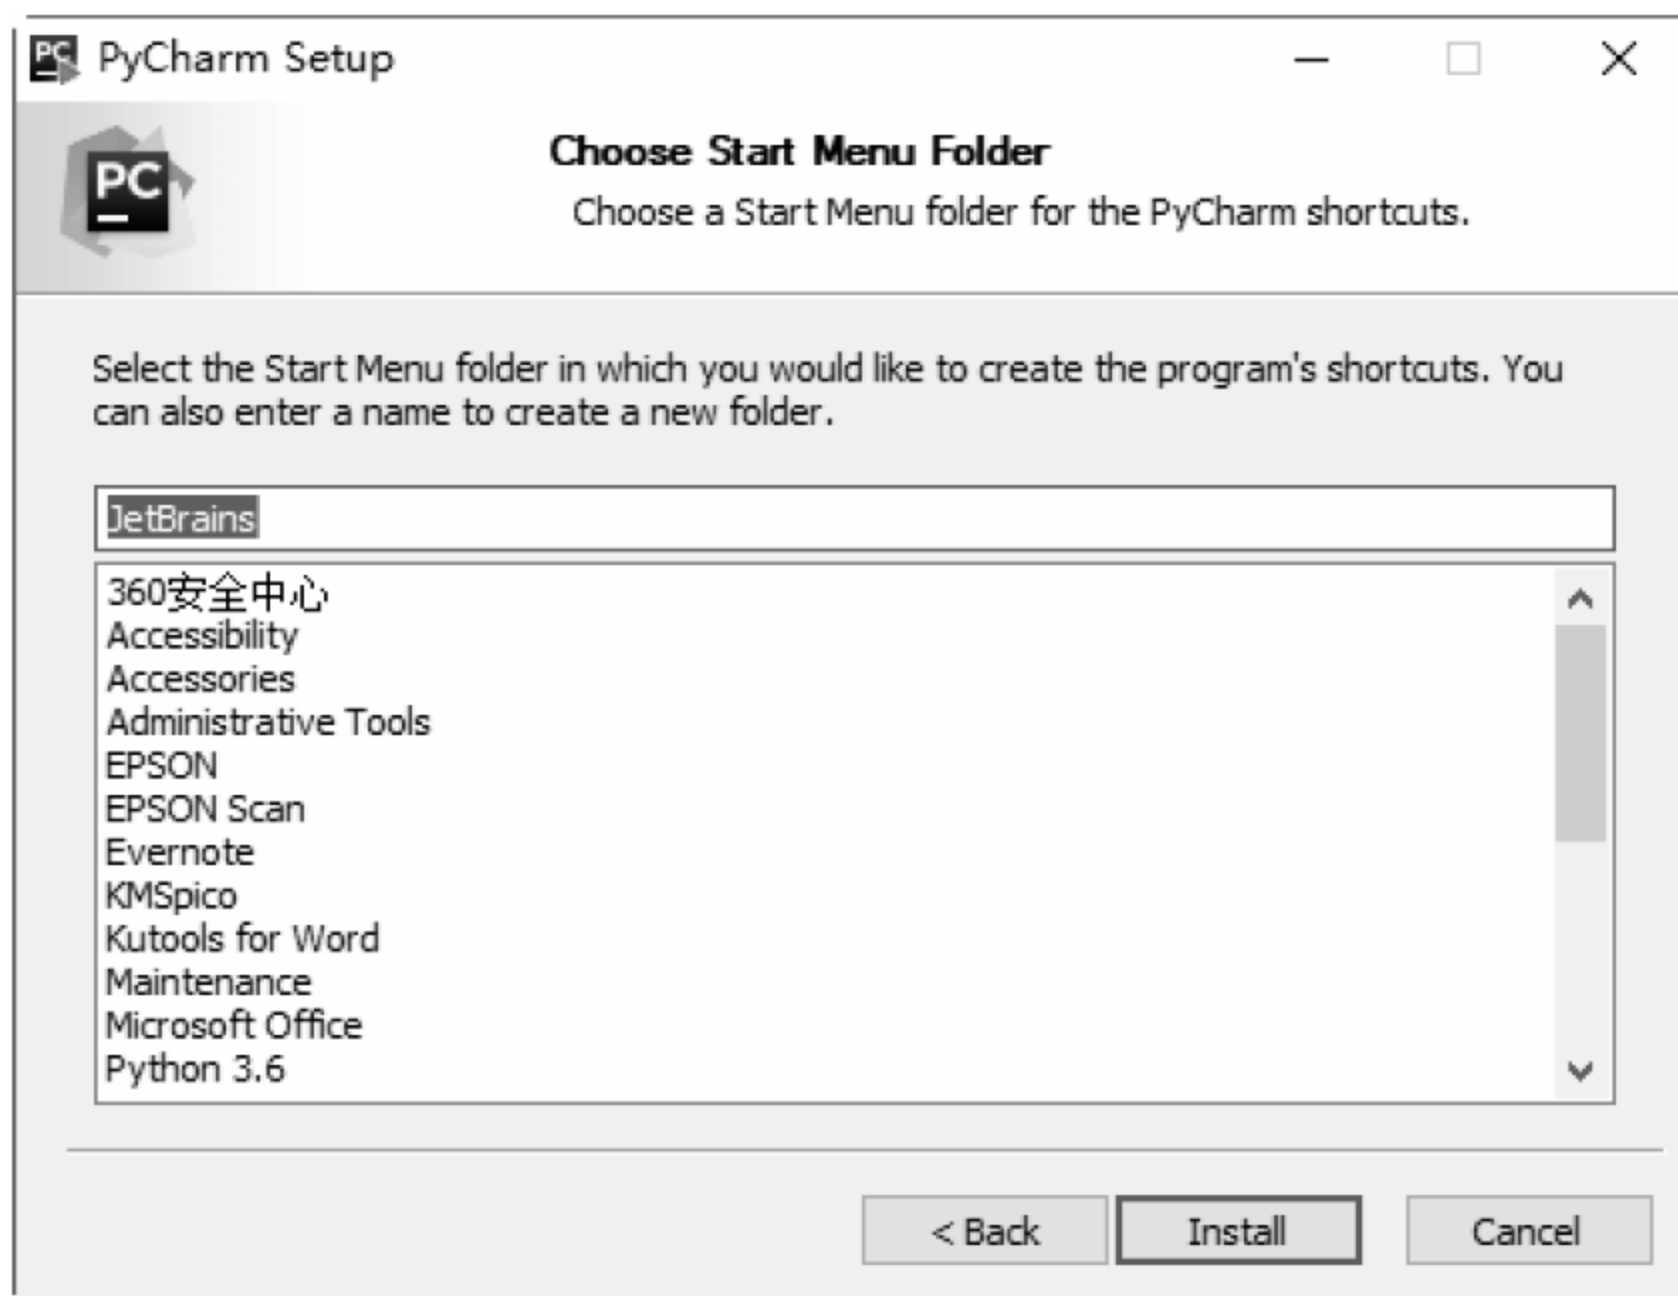 PC PyCharm Setup
PC
Choose Start Menu Folder
Choose a Start Menu folder for the PyCharm shortcuts.
Select the Start Menu folder in which you would like to create the program's shortcuts. You
can also enter a name to create a new folder.
JetBrains
360安全中心
Accessibility
Accessories
Administrative Tools
EPSON
EPSON Scan
Evernote
KMSpico
Kutools for Word
Maintenance
Microsoft Office
Python 3.6
< Back Install Cancel